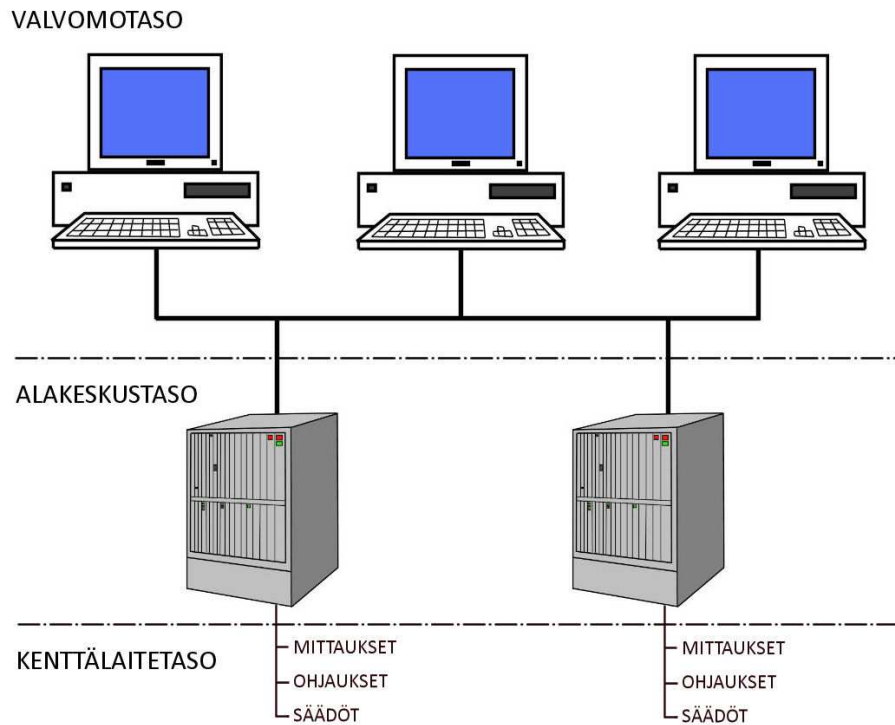 VALVOMOTASO
ALAKESKUSTASO
KENTTÄLAITETASO
MITTAUKSET
OHJAUKSET
SÄÄDÖT
MITTAUKSET
OHJAUKSET
SÄÄDÖT